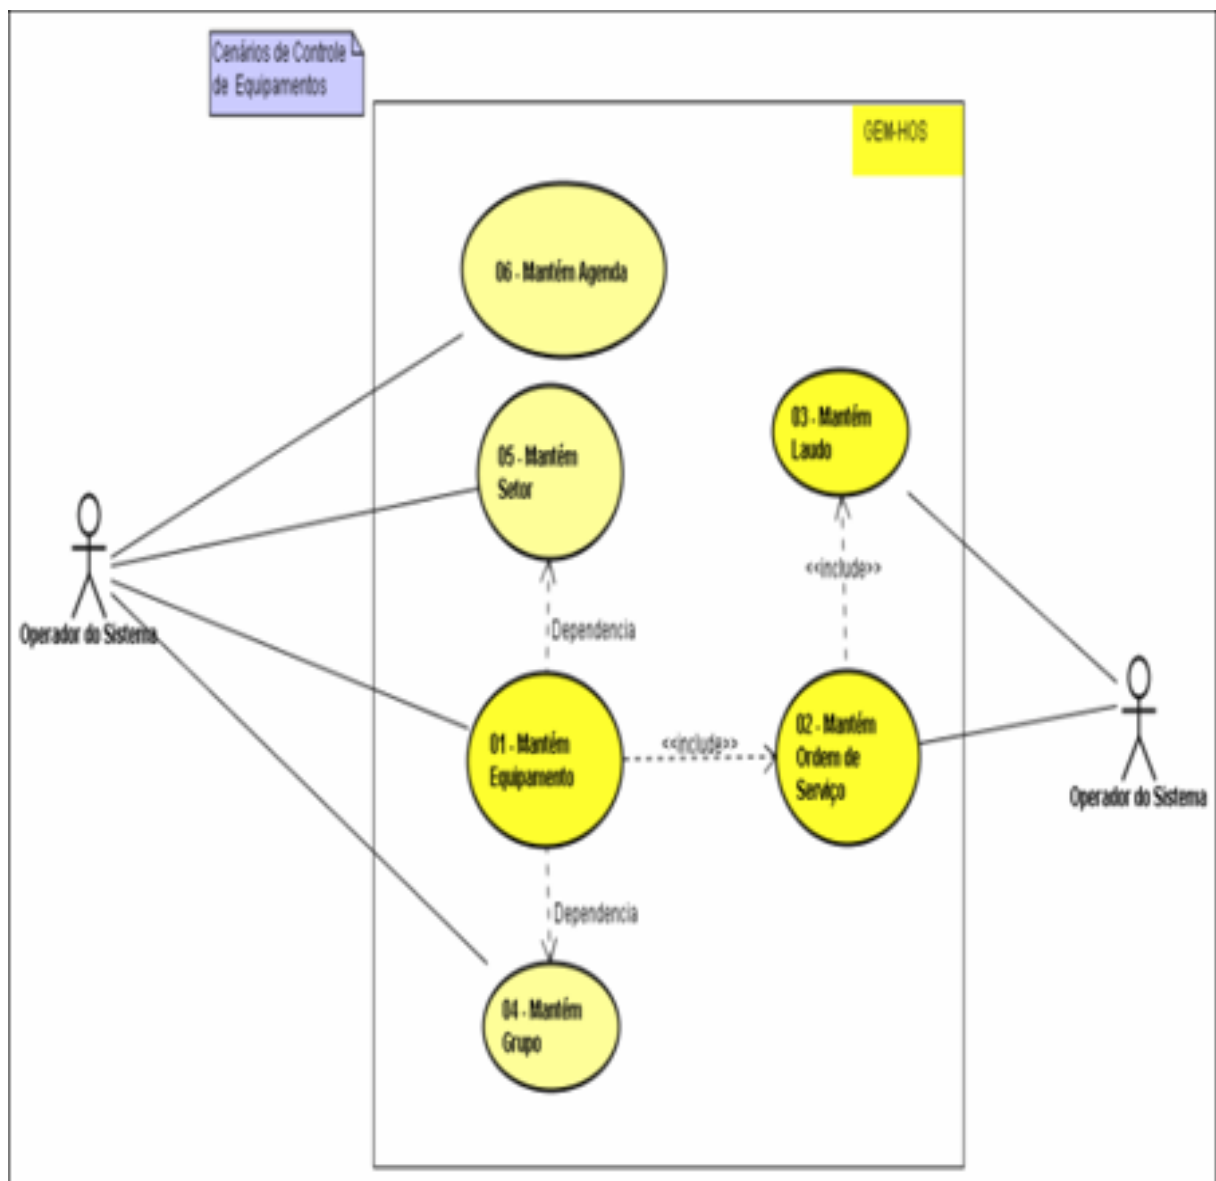 Cenários de Controle
de Equipamentos
GEM-HOS
06 - Mantém Agenda
03 - Mantém
Laudo
05 - Mantém
Setor
<<include>>
Operador do Sistema
Dependencia
01 - Mantém
Equipamento
<<include>>
02 - Mantém
Ordem de
Serviço
Operador do Sistema
Dependencia
04 - Mantém
Grupo